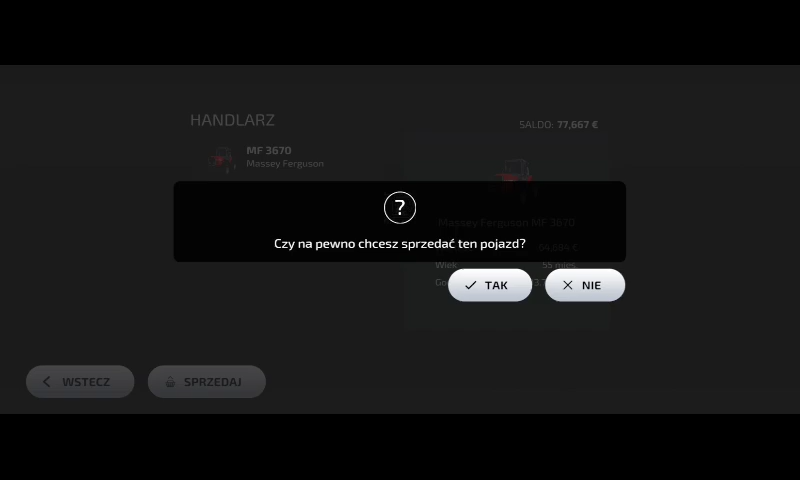 HANDLARZ
SALDO: 77,667 €
MF 3670
Massey Ferguson
?
Massey Ferguson MF 3670
Czy na pewno chcesz sprzedać ten pojazd?
Wiek
55 mies.
TAK
NIE
WSTECZ
SPRZEDAJ